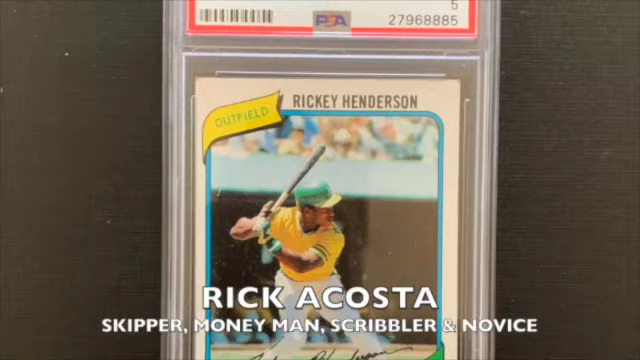 5
PSA
27968885
OUTFIELD
RICKEY HENDERSON
RICK ACOSTA
SKIPPER, MONEY MAN, SCRIBBLER & NOVICE